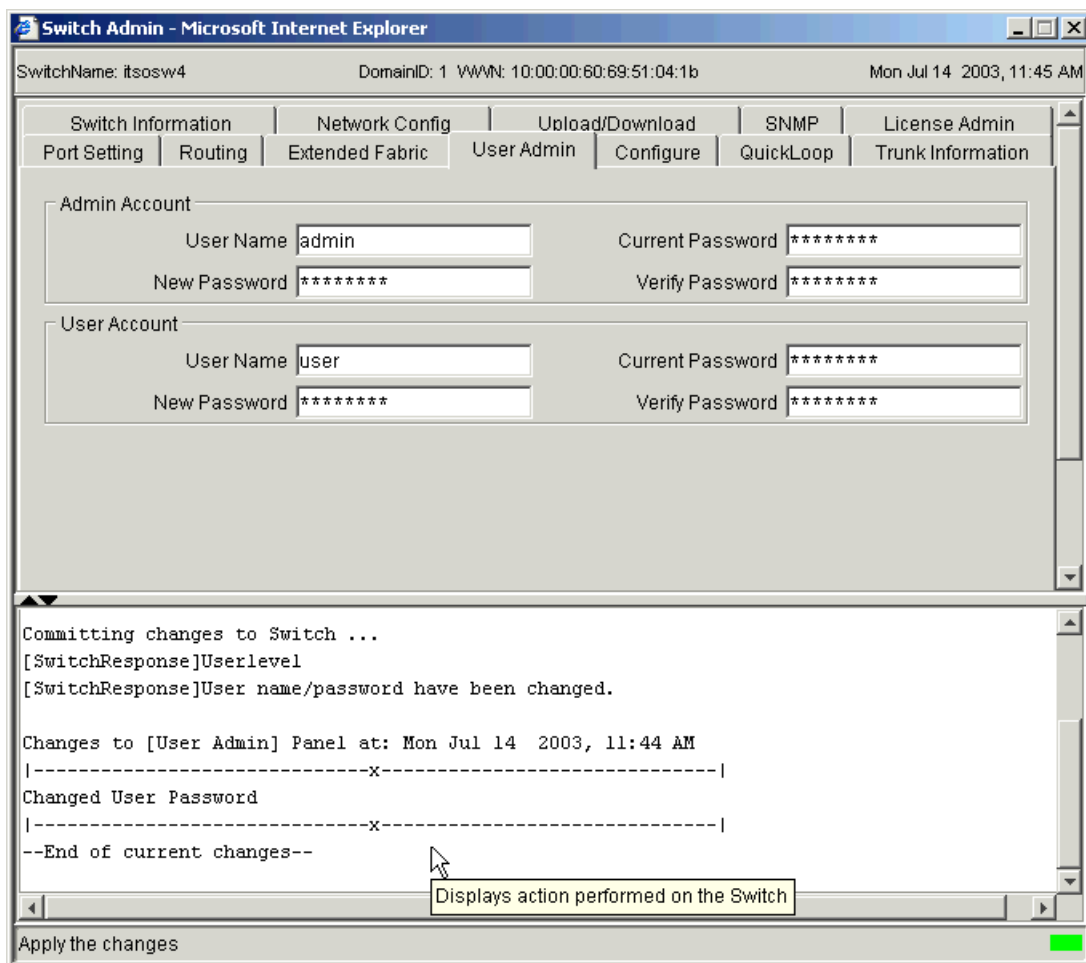 Switch Admin - Microsoft Internet Explorer
SwitchName: itsosw4 DomainID: 1 WWN: 10:00:00:60:69:51:04:1b Mon Jul 14 2003, 11:45 AM
Switch Information Network Config Upload/Download SNMP License Admin
Port Setting Routing Extended Fabric User Admin Configure QuickLoop Trunk Information
Admin Account
User Name admin Current Password ********
New Password ******** Verify Password ********
User Account
User Name user Current Password ********
New Password ******** Verify Password ********
Committing changes to Switch ...
[SwitchResponse]Userlevel
[SwitchResponse]User name/password have been changed.
Changes to [User Admin] Panel at: Mon Jul 14 2003, 11:44 AM
|------------------------------x------------------------------|
Changed User Password
|------------------------------x------------------------------|
--End of current changes--
Displays action performed on the Switch
Apply the changes